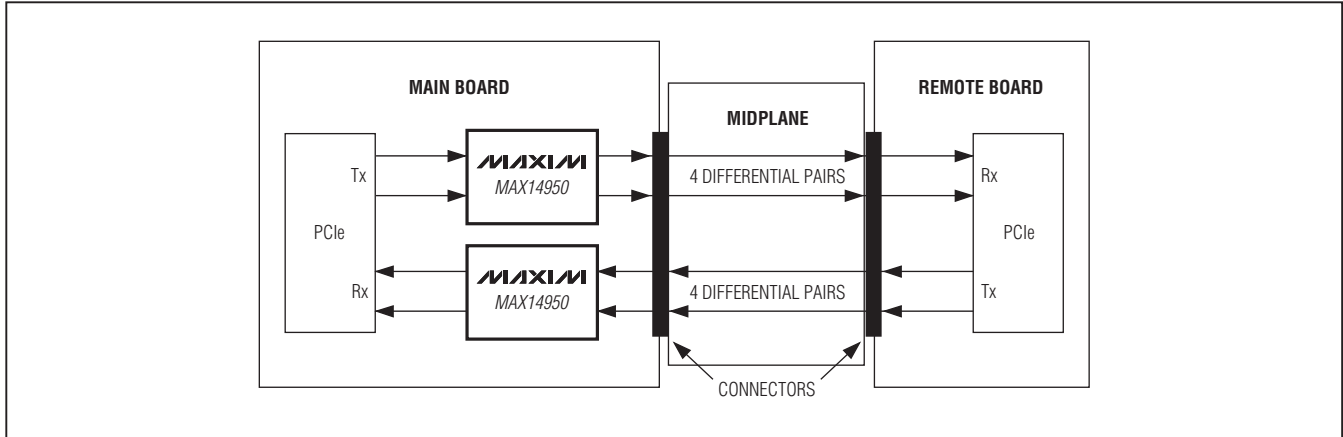 MAIN BOARD
REMOTE BOARD
MIDPLANE
Tx
MAXIM
MAX14950
4 DIFFERENTIAL PAIRS
Rx
PCIe
PCIe
Rx
MAXIM
MAX14950
4 DIFFERENTIAL PAIRS
Tx
CONNECTORS